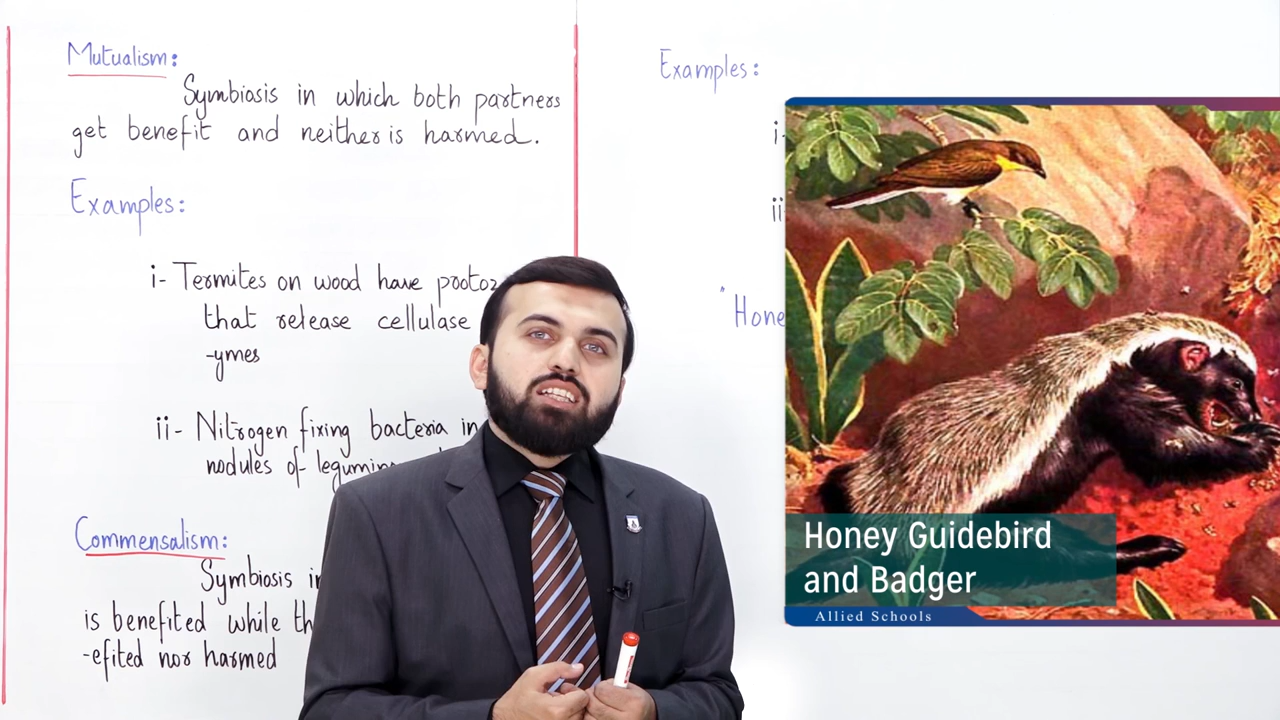 Mutualism:
Symbiosis in which both partners
get benefit and neither is harmed.
Examples:
i- Termites on wood have
that release cellulase
-ymes
ii- Nitrogen fixing bacteria in
nodules of
Commensalism:
Symbiosis
is benefited while
-efited nor harmed
Examples:
i-
ii
Honey Guidebird
and Badger
Allied Schools